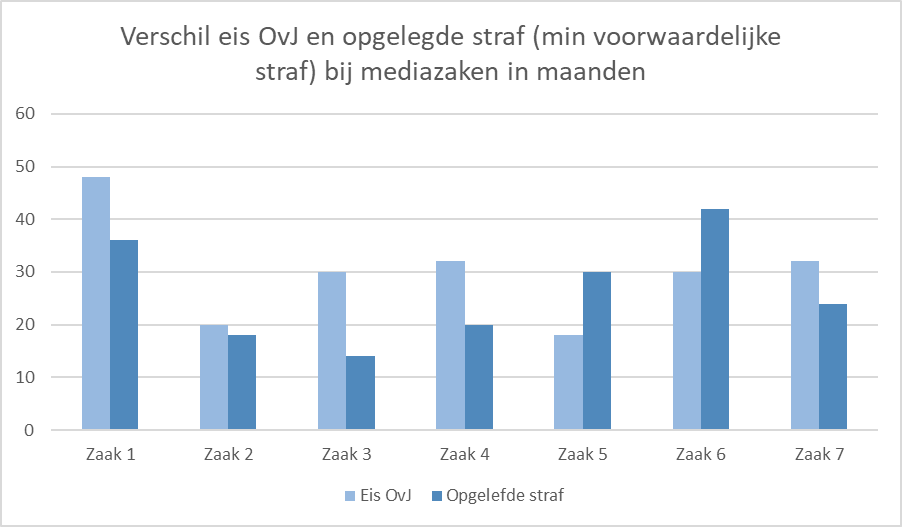 Verschil eis OvJ en opgelegde straf (min voorwaardelijke
straf) bij mediazaken in maanden
60
50
40
30
20
10
0
Zaak 1 Zaak 2 Zaak 3 Zaak 4 Zaak 5 Zaak 6 Zaak 7
Eis OvJ Opgelefde straf